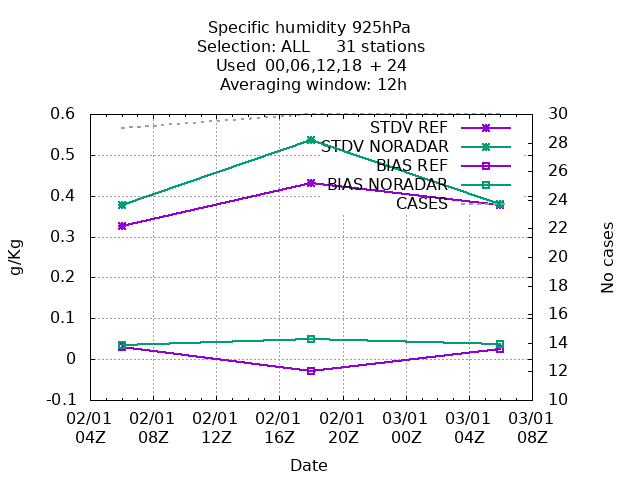 Specific humidity 925hPa
Selection: ALL 31 stations
Used 00,06,12,18 + 24
Averaging window: 12h
0.6
0.5
0.4
0.3
0.2
0.1
0
-0.1
g/Kg
STDV REF
STDV NORADAR
BIAS REF
BIAS NORADAR
CASES
30
28
26
24
22
20
18
16
14
12
10
No cases
02/01 02/01 02/01 02/01 02/01 03/01 03/01 03/01
04Z 08Z 12Z 16Z 20Z 00Z 04Z 08Z
Date